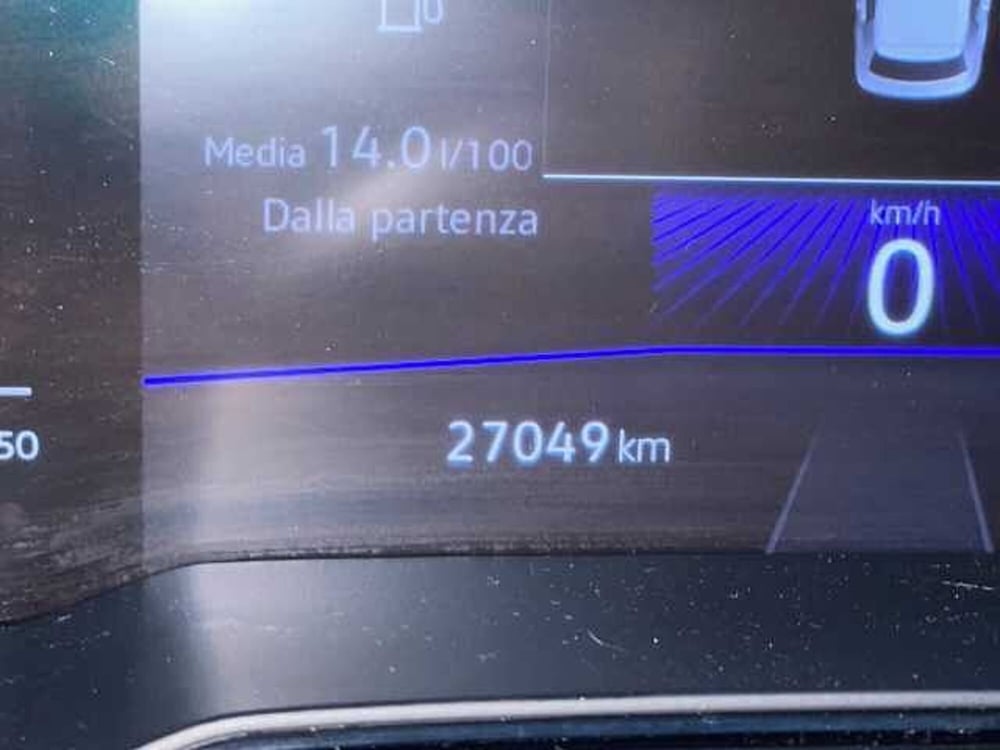 Media 14.0 l/100
Dalla partenza
km/h
0
50
27049 km